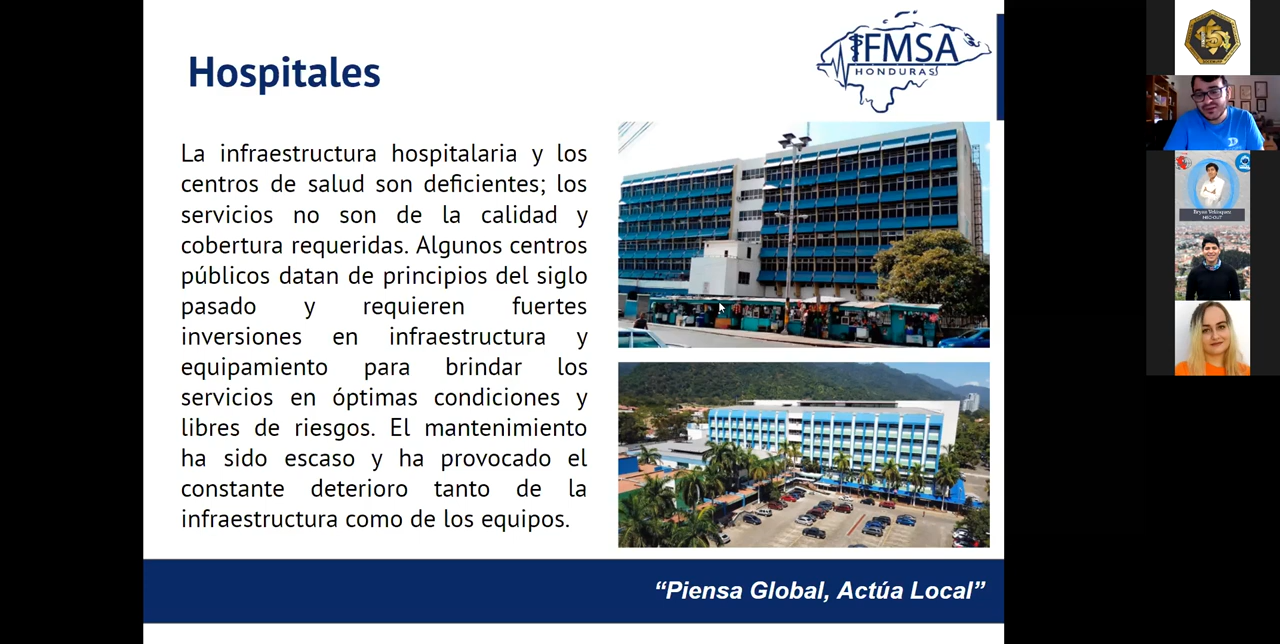 Hospitales
IFMSA
HONDURAS
La infraestructura hospitalaria y los
centros de salud son deficientes; los
servicios no son de la calidad y
cobertura requeridas. Algunos centros
públicos datan de principios del siglo
pasado y requieren fuertes
inversiones en infraestructura y
equipamiento para brindar los
servicios en óptimas condiciones y
libres de riesgos. El mantenimiento
ha sido escaso y ha provocado el
constante deterioro tanto de la
infraestructura como de los equipos.
“Piensa Global, Actúa Local”
15
Bryan Velásquez